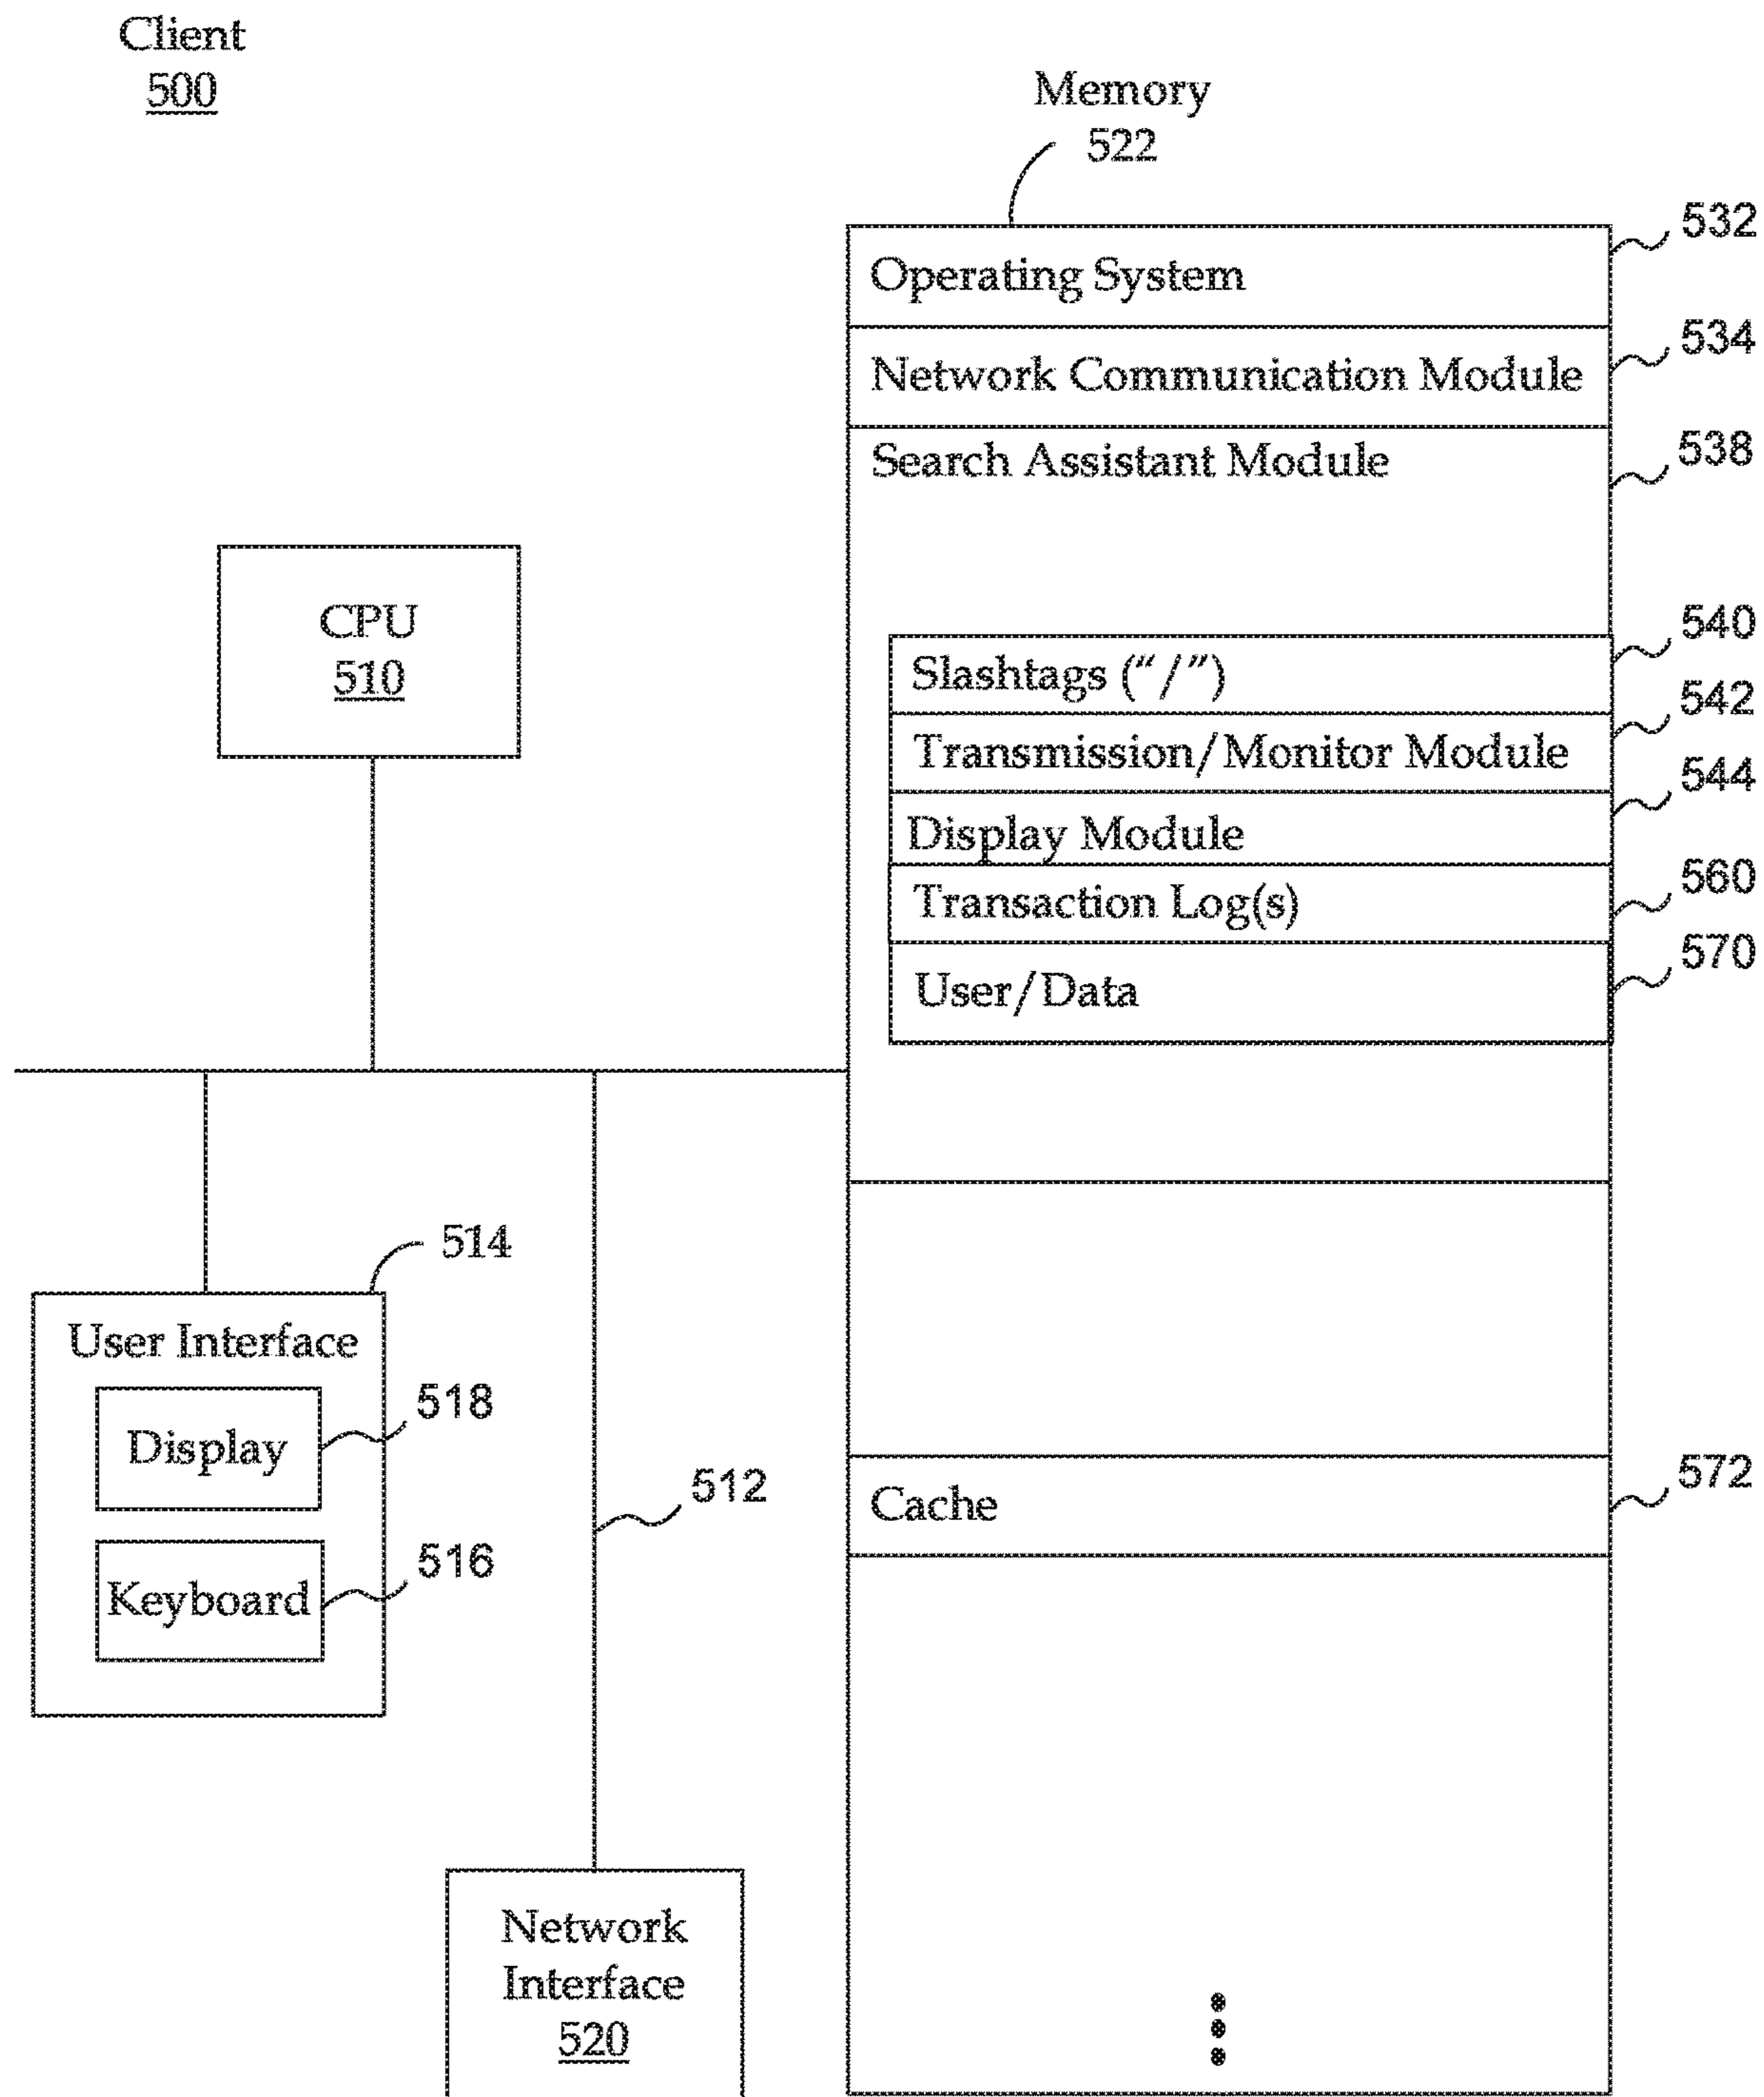 Client
500
Memory
522
532
Operating System
534
Network Communication Module
538
Search Assistant Module
CPU
510
540
Slashtags ("/")
542
Transmission/Monitor Module
544
Display Module
560
Transaction Log(s)
570
User/Data
514
User Interface
518
Display
512
572
Cache
516
Keyboard
Network
Interface
520